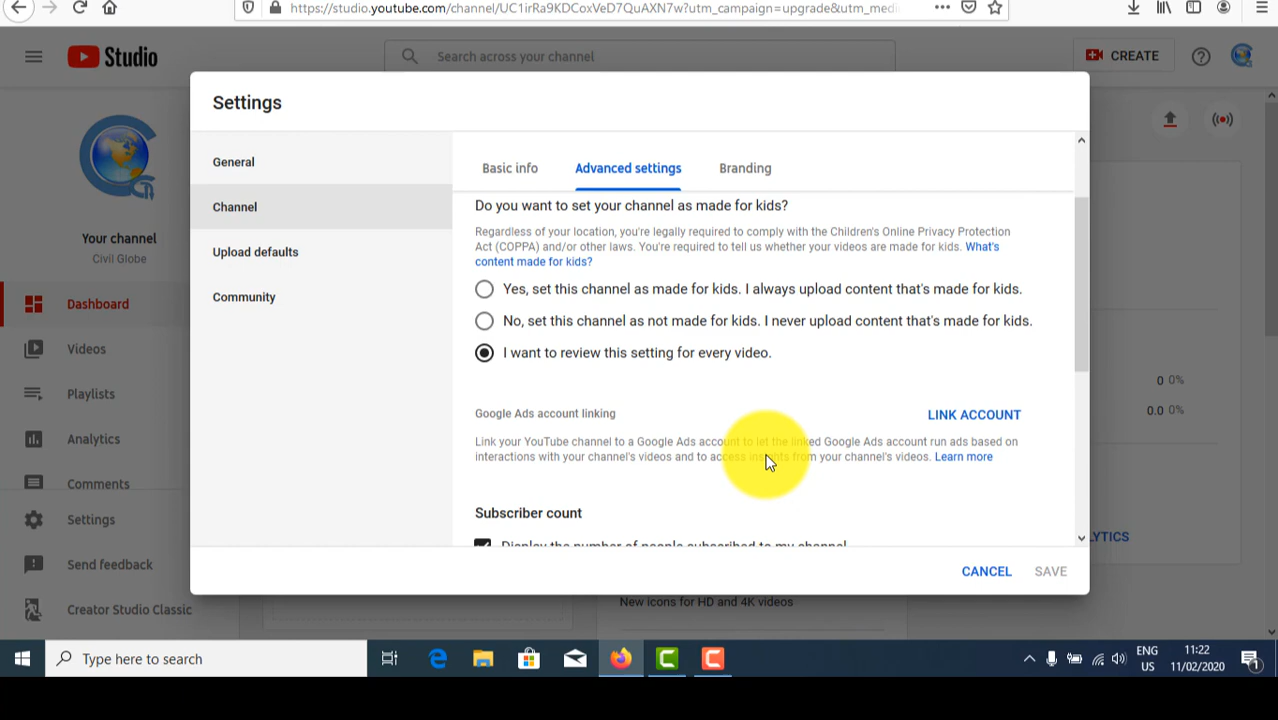 https://studio.youtube.com/channel/UC1irRa9KDCoxVeD7QuAXN7w?utm_campaign=upgrade&utm_medi
Studio
Search across your channel
CREATE
Settings
General
Channel
Upload defaults
Community
Basic info
Advanced settings
Branding
Do you want to set your channel as made for kids?
Regardless of your location, you're legally required to comply with the Children's Online Privacy Protection
Act (COPPA) and/or other laws. You're required to tell us whether your videos are made for kids. What's
content made for kids?
Yes, set this channel as made for kids. I always upload content that's made for kids.
No, set this channel as not made for kids. I never upload content that's made for kids.
I want to review this setting for every video.
Google Ads account linking
LINK ACCOUNT
Link your YouTube channel to a Google Ads account to let the linked Google Ads account run ads based on
interactions with your channel's videos and to access insights from your channel's videos. Learn more
Subscriber count
Display the number of people subscribed to my channel
CANCEL
SAVE
Your channel
Civil Globe
Dashboard
Videos
Playlists
Analytics
Comments
Settings
Send feedback
Creator Studio Classic
0 0%
0.0 0%
LYTICS
New icons for HD and 4K videos
Type here to search
ENG
US
11:22
11/02/2020
1